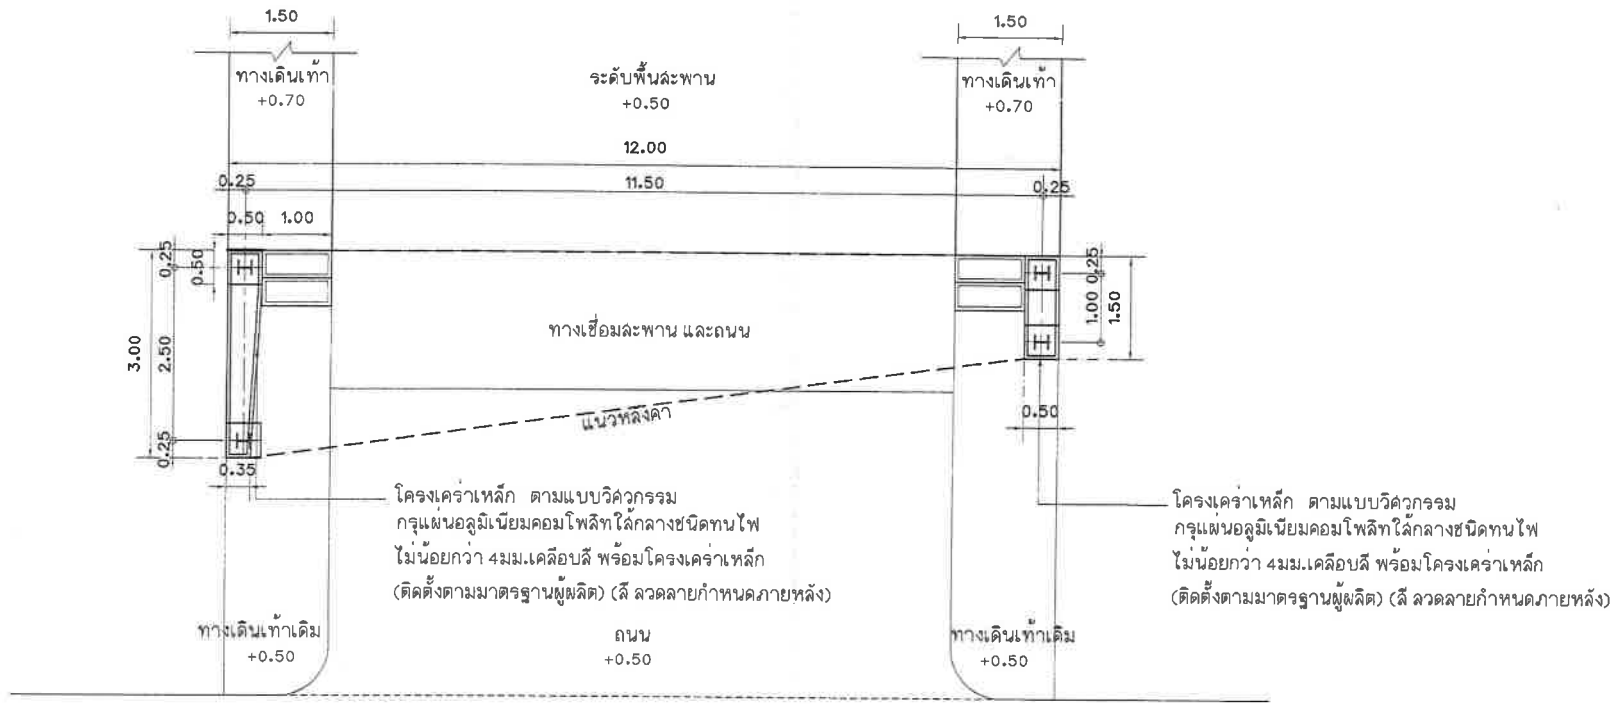 1.50
1.50
ทางเดินเท้า
+0.70
ระดับพื้นสะพาน
+0.50
ทางเดินเท้า
+0.70
12.00
0.25
11.50
0.25
0.50
1.00
0.25
0.50
3.00
2.50
0.25
0.35
0.25
1.00
1.50
0.50
ทางเชื่อมสะพาน และถนน
แนวหลังคา
โครงเคร่าเหล็ก ตามแบบวิศวกรรม
กรุแผ่นอลูมิเนียมคอมโพสิทใส้กลางชนิดทนไฟ
ไม่น้อยกว่า 4มม.เคลือบสี พร้อมโครงเคร่าเหล็ก
(ติดตั้งตามมาตรฐานผู้ผลิต) (สี ลวดลายกำหนดภายหลัง)
โครงเคร่าเหล็ก ตามแบบวิศวกรรม
กรุแผ่นอลูมิเนียมคอมโพสิทใส้กลางชนิดทนไฟ
ไม่น้อยกว่า 4มม.เคลือบสี พร้อมโครงเคร่าเหล็ก
(ติดตั้งตามมาตรฐานผู้ผลิต) (สี ลวดลายกำหนดภายหลัง)
ทางเดินเท้าเดิม
+0.50
ถนน
+0.50
ทางเดินเท้าเดิม
+0.50